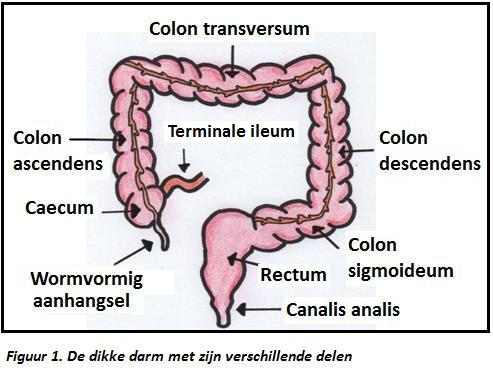 Colon transversum
Colon
ascendens
Terminale ileum
Colon
descendens
Caecum
Colon
sigmoideum
Wormvormig
aanhangsel
Rectum
Canalis analis
Figuur 1. De dikke darm met zijn verschillende delen